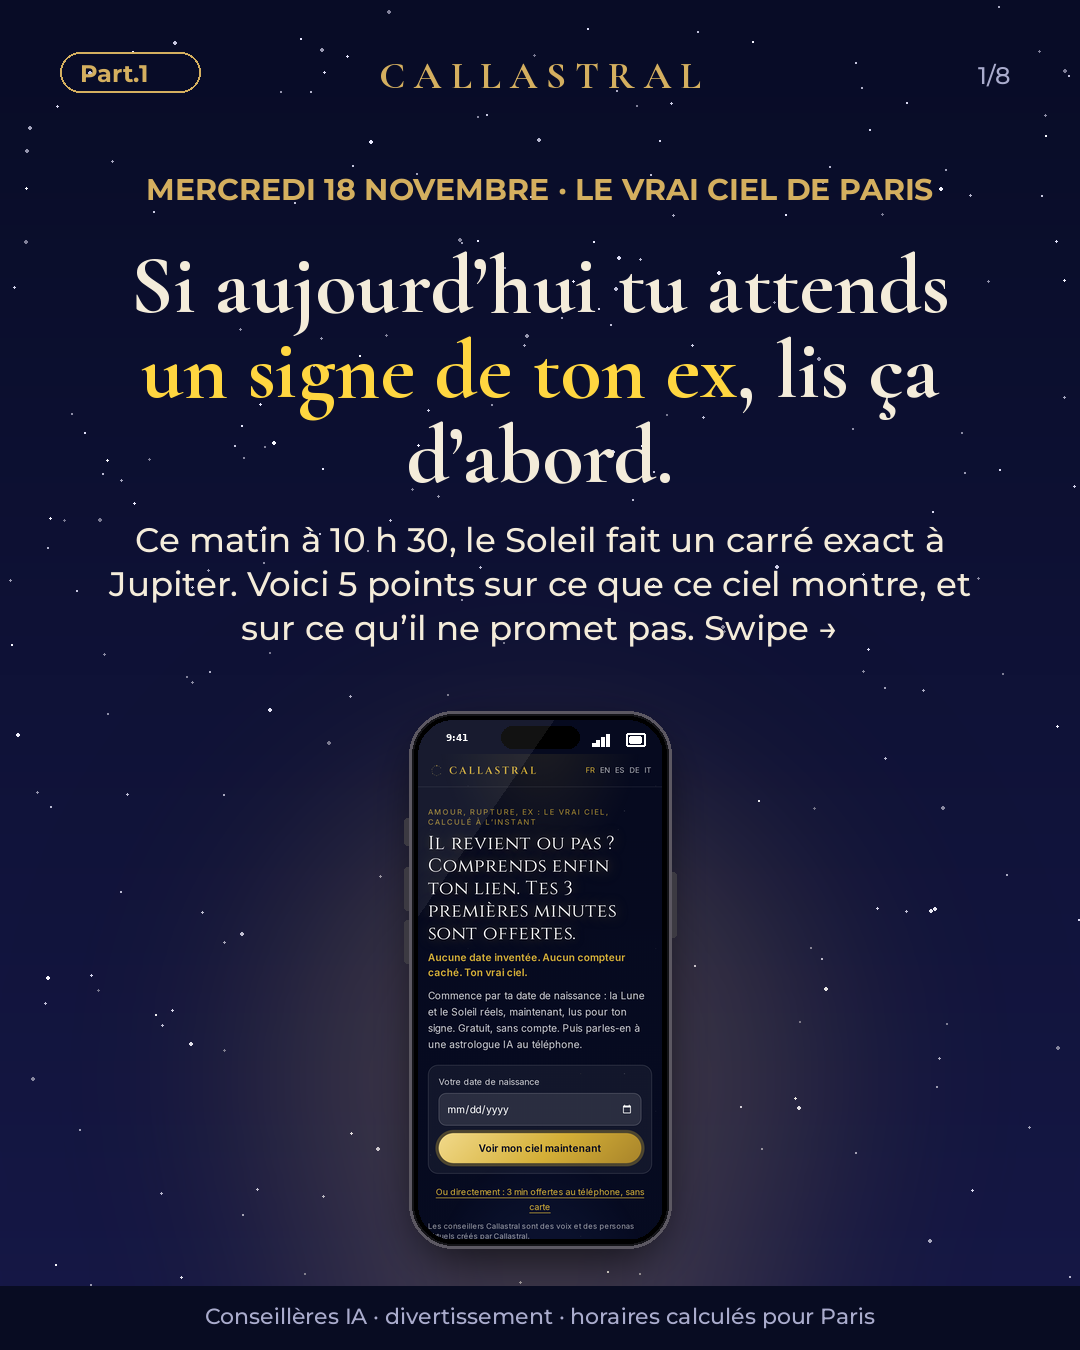 Part.1
CALLASTRAL
1/8
MERCREDI 18 NOVEMBRE · LE VRAI CIEL DE PARIS
Si aujourd’hui tu attends
un signe de ton ex, lis ça
d’abord.
Ce matin à 10 h 30, le Soleil fait un carré exact à
Jupiter. Voici 5 points sur ce que ce ciel montre, et
sur ce qu’il ne promet pas. Swipe →
9:41
CALLASTRAL
FR EN ES DE IT
AMOUR, RUPTURE, EX : LE VRAI CIEL,
CALCULÉ À L’INSTANT
IL REVIENT OU PAS ?
COMPRENDS ENFIN
TON LIEN. TES 3
PREMIÈRES MINUTES
SONT OFFERTES.
Aucune date inventée. Aucun compteur
caché. Ton vrai ciel.
Commence par ta date de naissance : la Lune
et le Soleil réels, maintenant, lus pour ton
signe. Gratuit, sans compte. Puis parles-en à
une astrologue IA au téléphone.
Votre date de naissance
mm/dd/yyyy
Voir mon ciel maintenant
Ou directement : 3 min offertes au téléphone, sans
carte
Les conseillers Callastral sont des voix et des personas
créés par Callastral.
Conseillères IA · divertissement · horaires calculés pour Paris